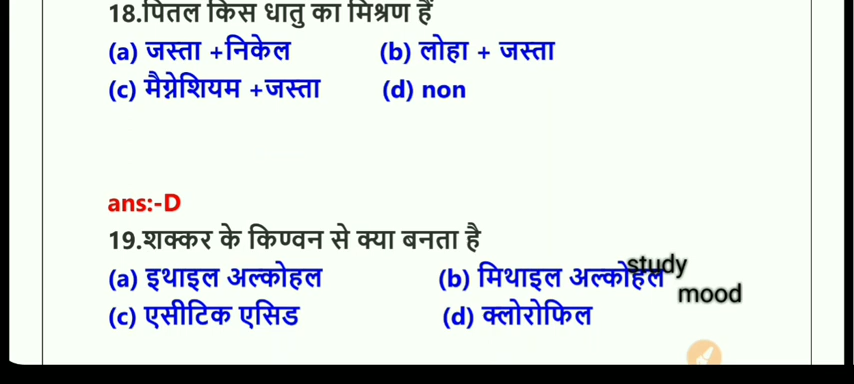 18.पितल किस धातु का मिश्रण हैं
(a) जस्ता +निकेल (b) लोहा + जस्ता
(c) मैग्नेशियम +जस्ता (d) non
ans:-D
19.शक्कर के किण्वन से क्या बनता है
(a) इथाइल अल्कोहल (b) मिथाइल अल्कोहल
study
mood
(c) एसीटिक एसिड (d) क्लोरोफिल